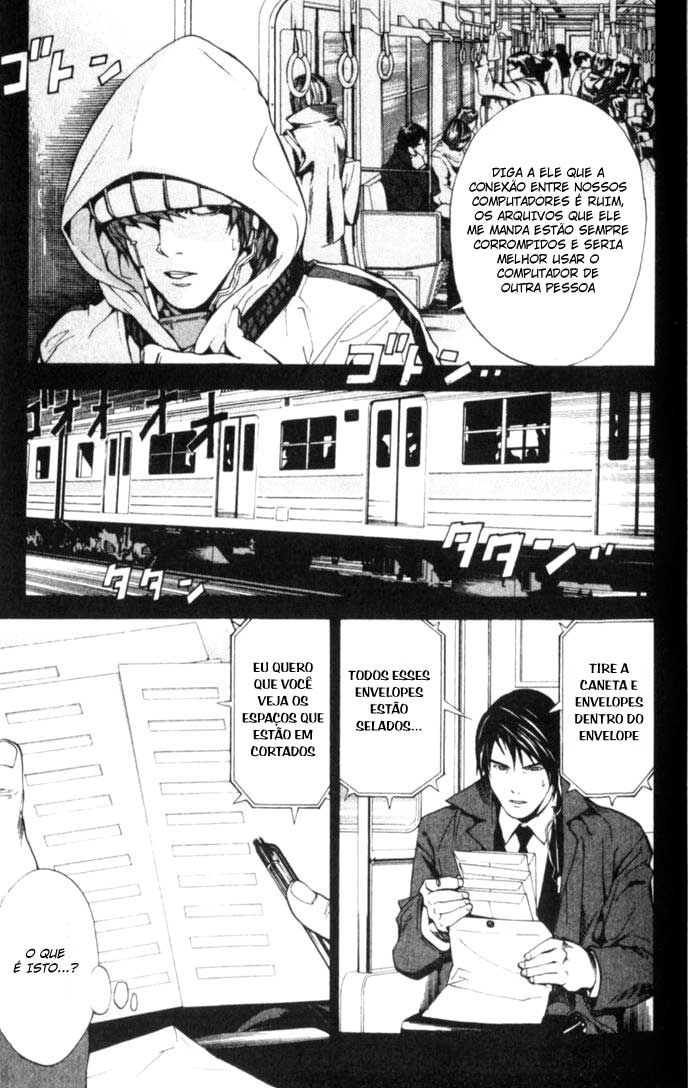 ゴトン
DIGA A ELE QUE A
CONEXÃO ENTRE NOSSOS
COMPUTADORES É RUIM,
OS ARQUIVOS QUE ELE
ME MANDA ESTÃO SEMPRE
CORROMPIDOS E SERIA
MELHOR USAR O
COMPUTADOR DE
OUTRA PESSOA
ゴトン
ゴオオオオ
タタン
タタン
TIRE A
CANETA E
ENVELOPES
DENTRO DO
ENVELOPE
TODOS ESSES
ENVELOPES
ESTÃO
SELADOS...
EU QUERO
QUE VOCÊ
VEJA OS
ESPAÇOS QUE
ESTÃO EM
CORTADOS
O QUE
É ISTO...?